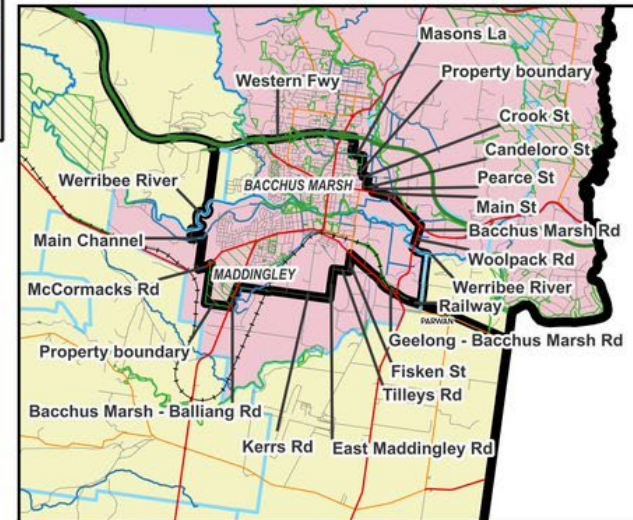 Masons La
Property boundary
Western Fwy
Crook St
Candeloro St
Werribee River
BACCHUS MARSH
Pearce St
Main St
Bacchus Marsh Rd
Main Channel
Woolpack Rd
MADDINGLEY
McCormacks Rd
Werribee River
Railway
PARWAN
Geelong - Bacchus Marsh Rd
Property boundary
Fisken St
Tilleys Rd
Bacchus Marsh - Balliang Rd
Kerrs Rd
East Maddingley Rd